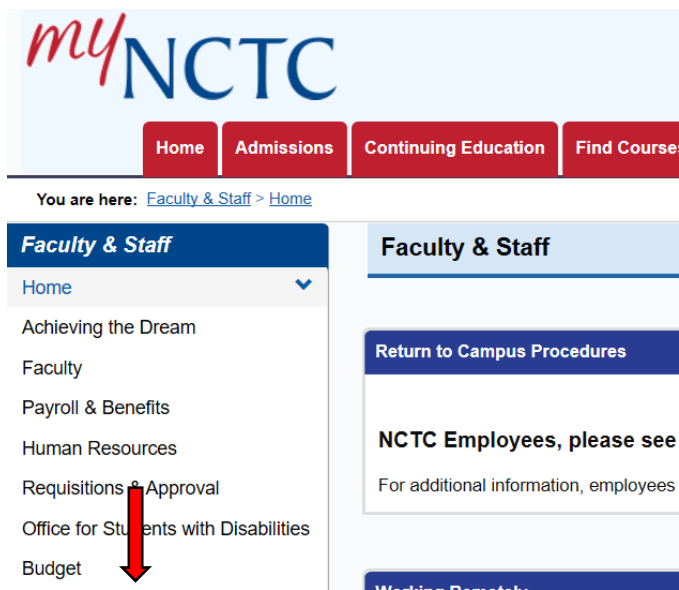 myNCTC
Home Admissions Continuing Education Find Courses
You are here: Faculty & Staff > Home
Faculty & Staff
Home
Achieving the Dream
Faculty
Payroll & Benefits
Human Resources
Requisitions & Approval
Office for Students with Disabilities
Budget
Faculty & Staff
Return to Campus Procedures
NCTC Employees, please see
For additional information, employees
Working Remotely